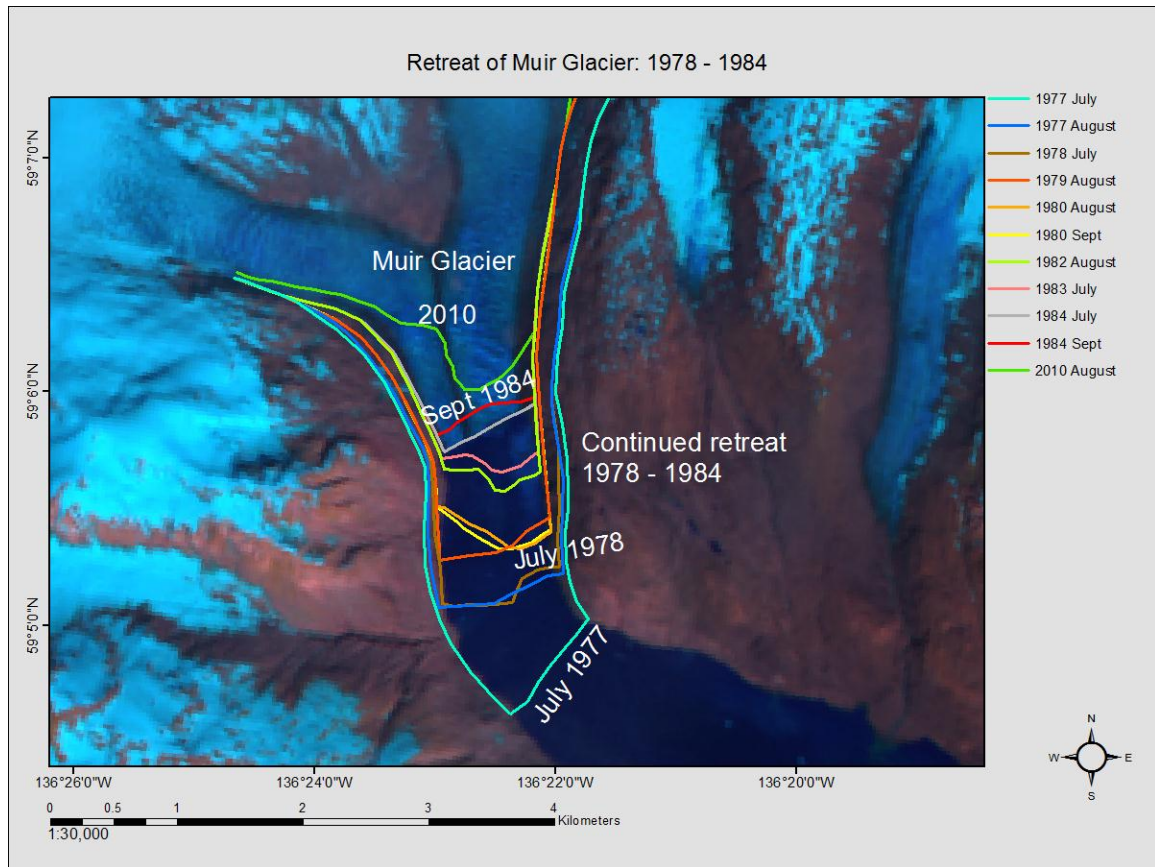 Retreat of Muir Glacier: 1978 - 1984
1977 July
1977 August
1978 July
1979 August
1980 August
1980 Sept
1982 August
1983 July
1984 July
1984 Sept
2010 August
59°7'0"N
59°6'0"N
59°5'0"N
Muir Glacier
2010
Sept 1984
Continued retreat
1978 - 1984
July 1978
July 1977
136°26'0"W
136°24'0"W
136°22'0"W
136°20'0"W
0 0.5 1 2 3 4
Kilometers
1:30,000
N
W E
S